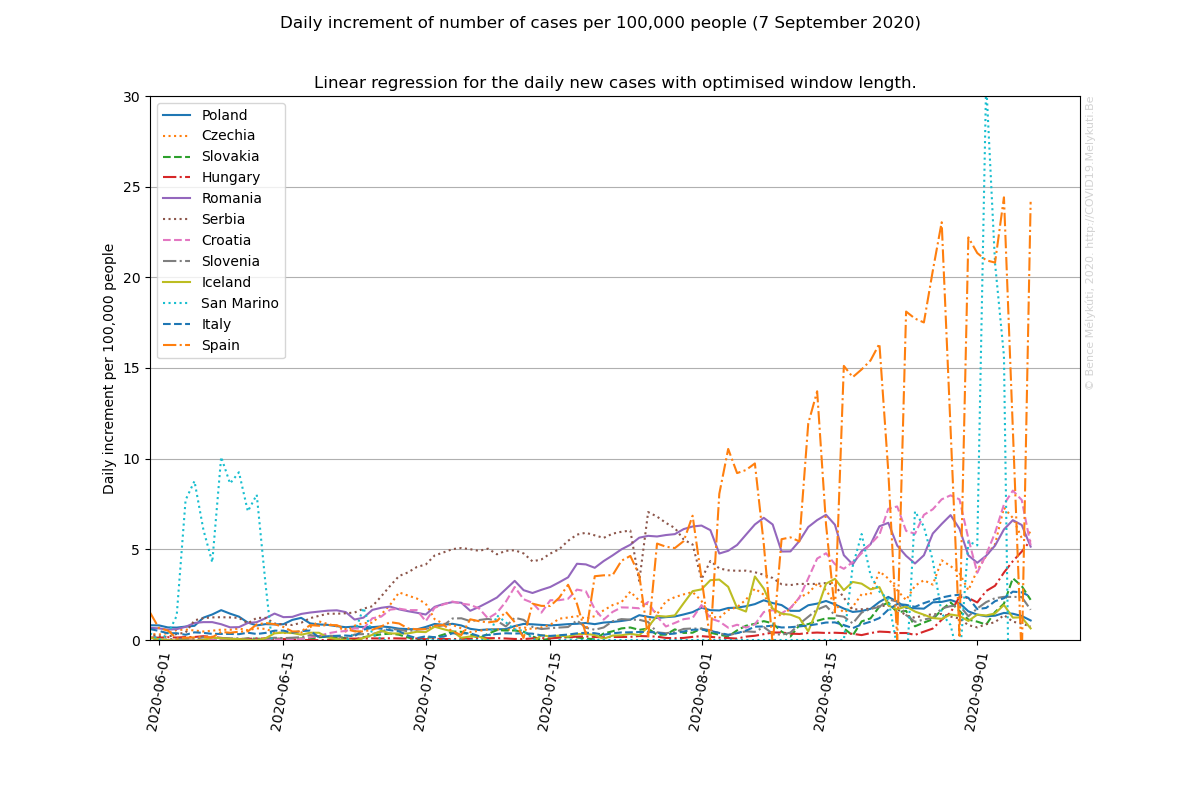 Daily increment of number of cases per 100,000 people (7 September 2020)
Linear regression for the daily new cases with optimised window length.
Daily increment per 100,000 people
30
25
20
15
10
5
0
Poland
Czechia
Slovakia
Hungary
Romania
Serbia
Croatia
Slovenia
Iceland
San Marino
Italy
Spain
2020-06-01
2020-06-15
2020-07-01
2020-07-15
2020-08-01
2020-08-15
2020-09-01
© Bence Mélykúti, 2020 http://COVID19.Melykuti.Be